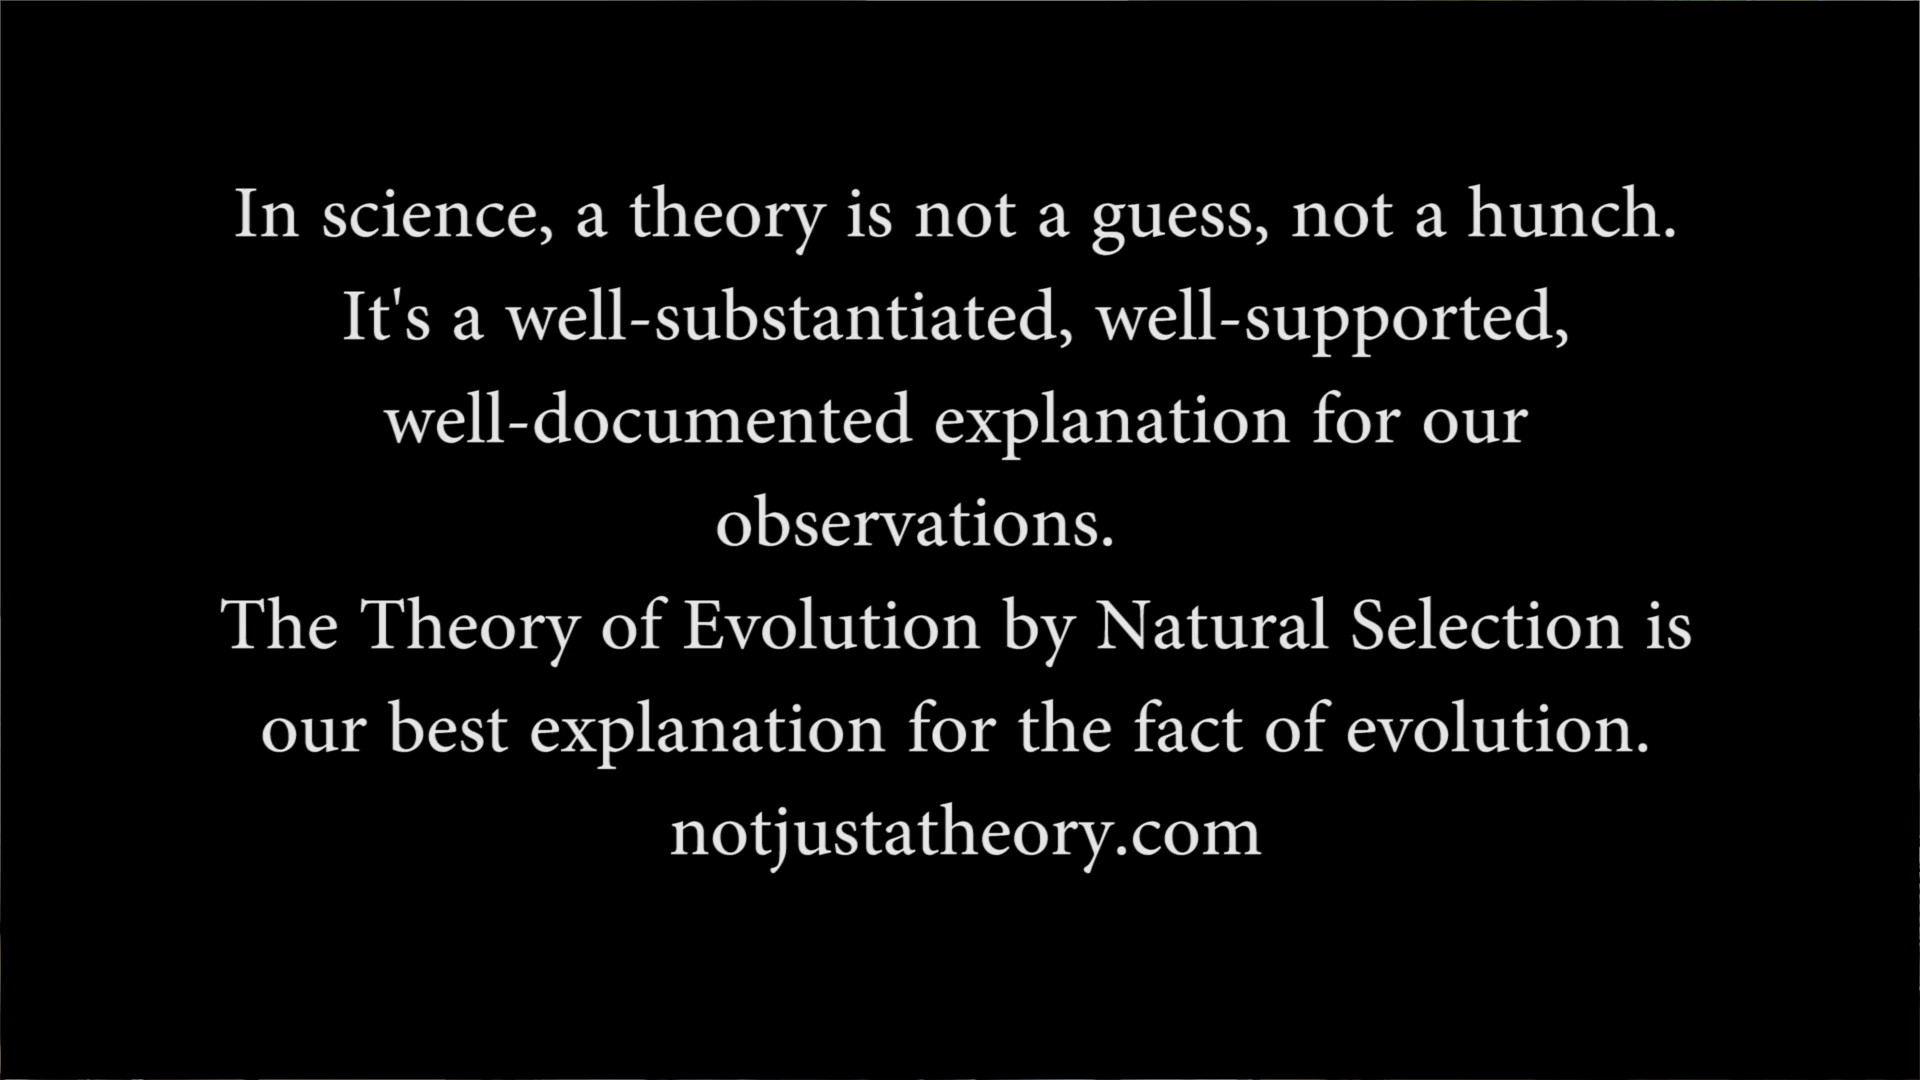 In science, a theory is not a guess, not a hunch.
It's a well-substantiated, well-supported,
well-documented explanation for our
observations.
The Theory of Evolution by Natural Selection is
our best explanation for the fact of evolution.
notjustatheory.com